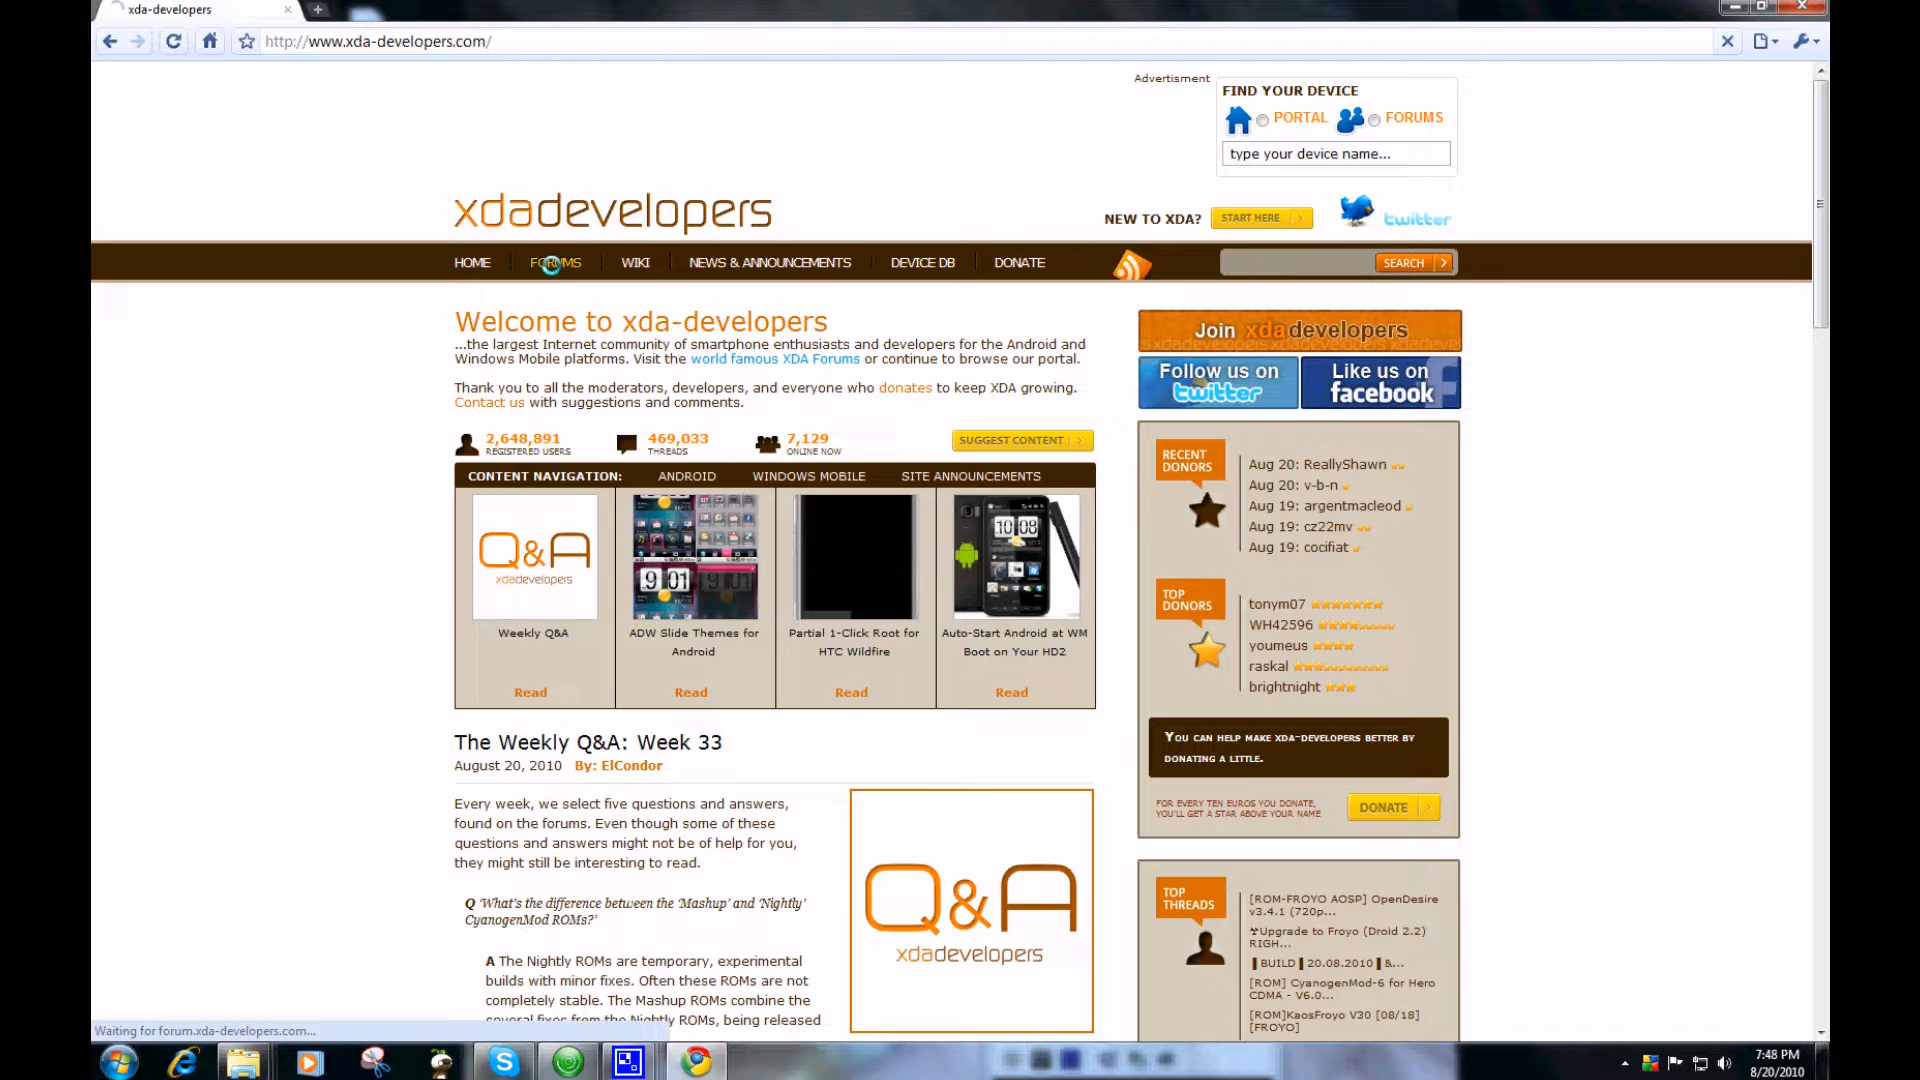 xda-developers
http://www.xda-developers.com/
Advertisment
FIND YOUR DEVICE
PORTAL FORUMS
type your device name...
xdadevelopers
NEW TO XDA? START HERE twitter
HOME FORUMS WIKI NEWS & ANNOUNCEMENTS DEVICE DB DONATE SEARCH
Welcome to xda-developers
...the largest Internet community of smartphone enthusiasts and developers for the Android and
Windows Mobile platforms. Visit the world famous XDA Forums or continue to browse our portal.
Thank you to all the moderators, developers, and everyone who donates to keep XDA growing.
Contact us with suggestions and comments.
2,648,891 469,033 7,129
REGISTERED USERS THREADS ONLINE NOW
SUGGEST CONTENT
CONTENT NAVIGATION: ANDROID WINDOWS MOBILE SITE ANNOUNCEMENTS
Q&A
xdadevelopers
9 01
9 01
10 08
Weekly Q&A
ADW Slide Themes for
Android
Partial 1-Click Root for
HTC Wildfire
Auto-Start Android at WM
Boot on Your HD2
Read Read Read Read
The Weekly Q&A: Week 33
August 20, 2010 By: ElCondor
Every week, we select five questions and answers,
found on the forums. Even though some of these
questions and answers might not be of help for you,
they might still be interesting to read.
Q 'What's the difference between the 'Mashup' and 'Nightly'
CyanogenMod ROMs?'
A The Nightly ROMs are temporary, experimental
builds with minor fixes. Often these ROMs are not
completely stable. The Mashup ROMs combine the
several fixes from the Nightly ROMs, being released
Q&A
xdadevelopers
Join xdadevelopers
Follow us on
twitter
Like us on
facebook
RECENT
DONORS
Aug 20: ReallyShawn
Aug 20: v-b-n
Aug 19: argentmacleod
Aug 19: cz22mv
Aug 19: cocifiat
TOP
DONORS
tonym07
WH42596
youmeus
raskal
brightnight
YOU CAN HELP MAKE XDA-DEVELOPERS BETTER BY
DONATING A LITTLE.
FOR EVERY TEN EUROS YOU DONATE,
YOU'LL GET A STAR ABOVE YOUR NAME
DONATE
TOP
THREADS
[ROM-FROYO AOSP] OpenDesire
v3.4.1 (720p...
Upgrade to Froyo (Droid 2.2)
RIGH...
▌BUILD▐ 20.08.2010▐ &...
[ROM] CyanogenMod-6 for Hero
CDMA - V6.0...
[ROM]KaosFroyo V30 [08/18]
[FROYO]
Waiting for forum.xda-developers.com...
7:48 PM
8/20/2010